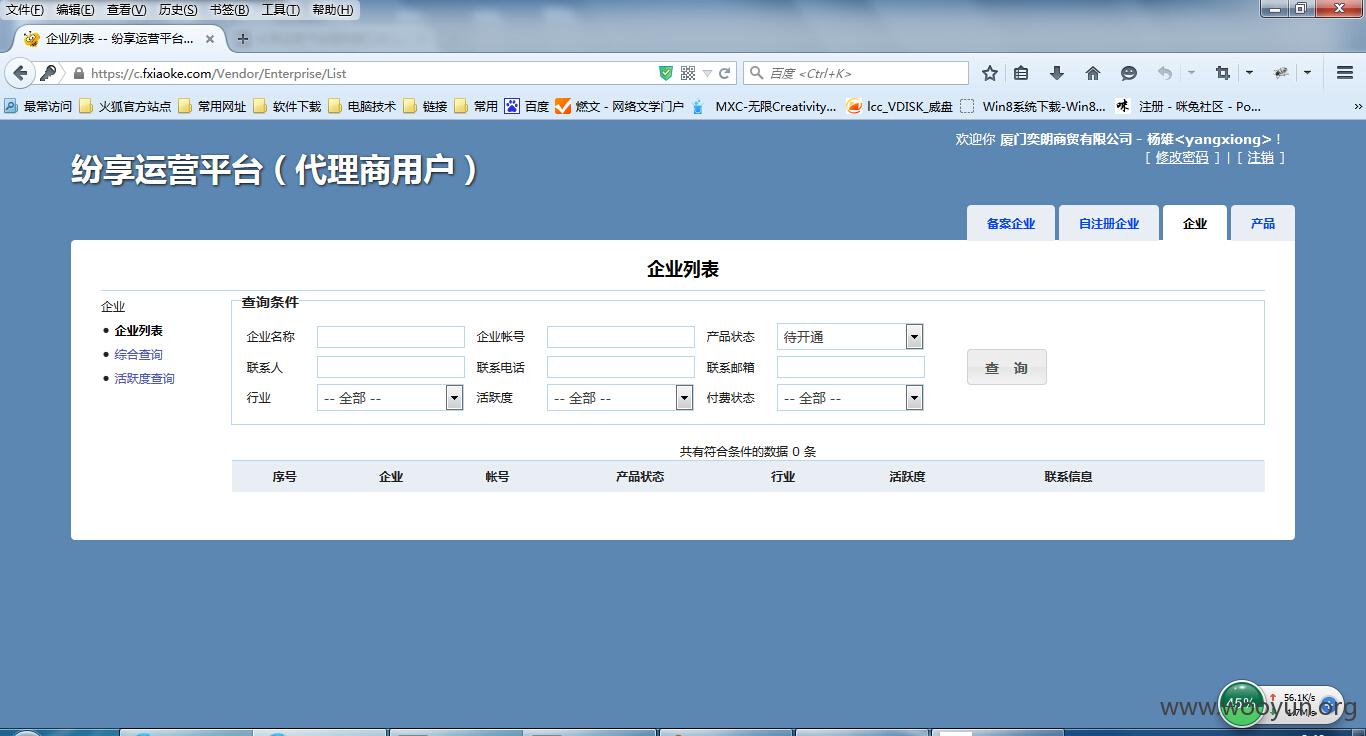 文件(F) 编辑(E) 查看(V) 历史(S) 书签(B) 工具(T) 帮助(H)
企业列表 -- 纷享运营平台...
https://c.fxiaoke.com/Vendor/Enterprise/List
百度 <Ctrl+K>
最常访问 火狐官方站点 常用网址 软件下载 电脑技术 链接 常用 百度 燃文 - 网络文学门户 MXC-无限Creativity... lcc_VDISK_威盘 Win8系统下载-Win8... 注册 - 咪兔社区 - Po...
欢迎你 厦门奕朗商贸有限公司 - 杨雄<yangxiong>！
[ 修改密码 ] | [ 注销 ]
纷享运营平台（代理商用户）
备案企业 自注册企业 企业 产品
企业列表
企业
企业列表
综合查询
活跃度查询
查询条件
企业名称 企业帐号 产品状态 待开通
联系人 联系电话 联系邮箱
查 询
行业 -- 全部 -- 活跃度 -- 全部 -- 付费状态 -- 全部 --
共有符合条件的数据 0 条
序号 企业 帐号 产品状态 行业 活跃度 联系信息
45%
56.1K/s
1.7M/s
www.wooyun.org